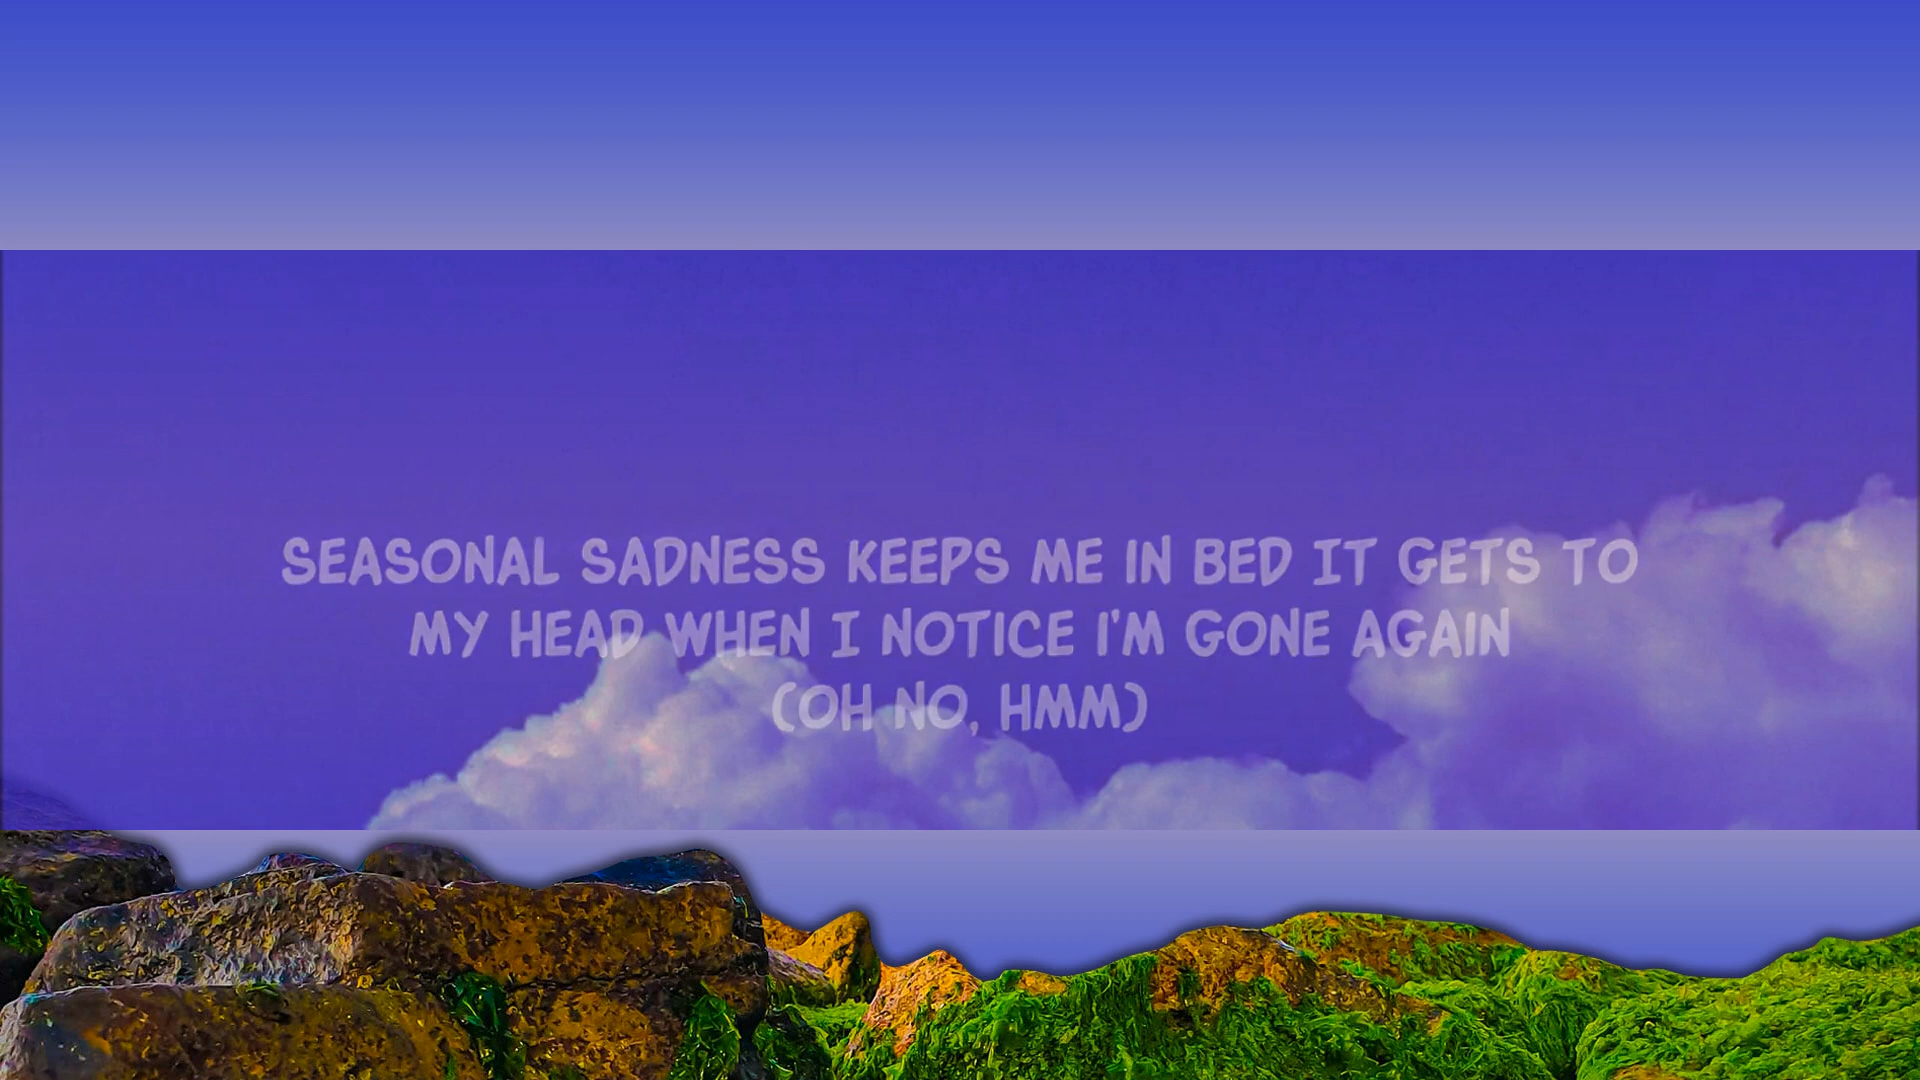 SEASONAL SADNESS KEEPS ME IN BED IT GETS TO
MY HEAD WHEN I NOTICE I'M GONE AGAIN
(OH NO, HMM)